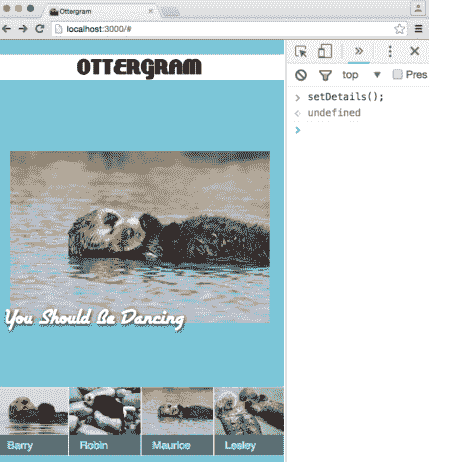 Ottergram
localhost:3000/#
OTTERGRAM
top
Pres
setDetails();
undefined
You Should Be Dancing
Barry
Robin
Maurice
Lesley